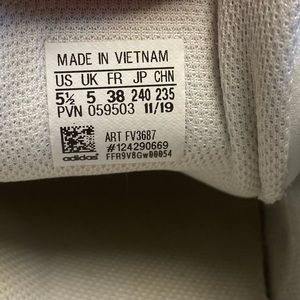 MADE IN VIETNAM
US UK FR JP CHN
5½ 5 38 240 235
PVN 059503 11/19
ART FV3687
#124290669
adidas FFR9V8Gw00054